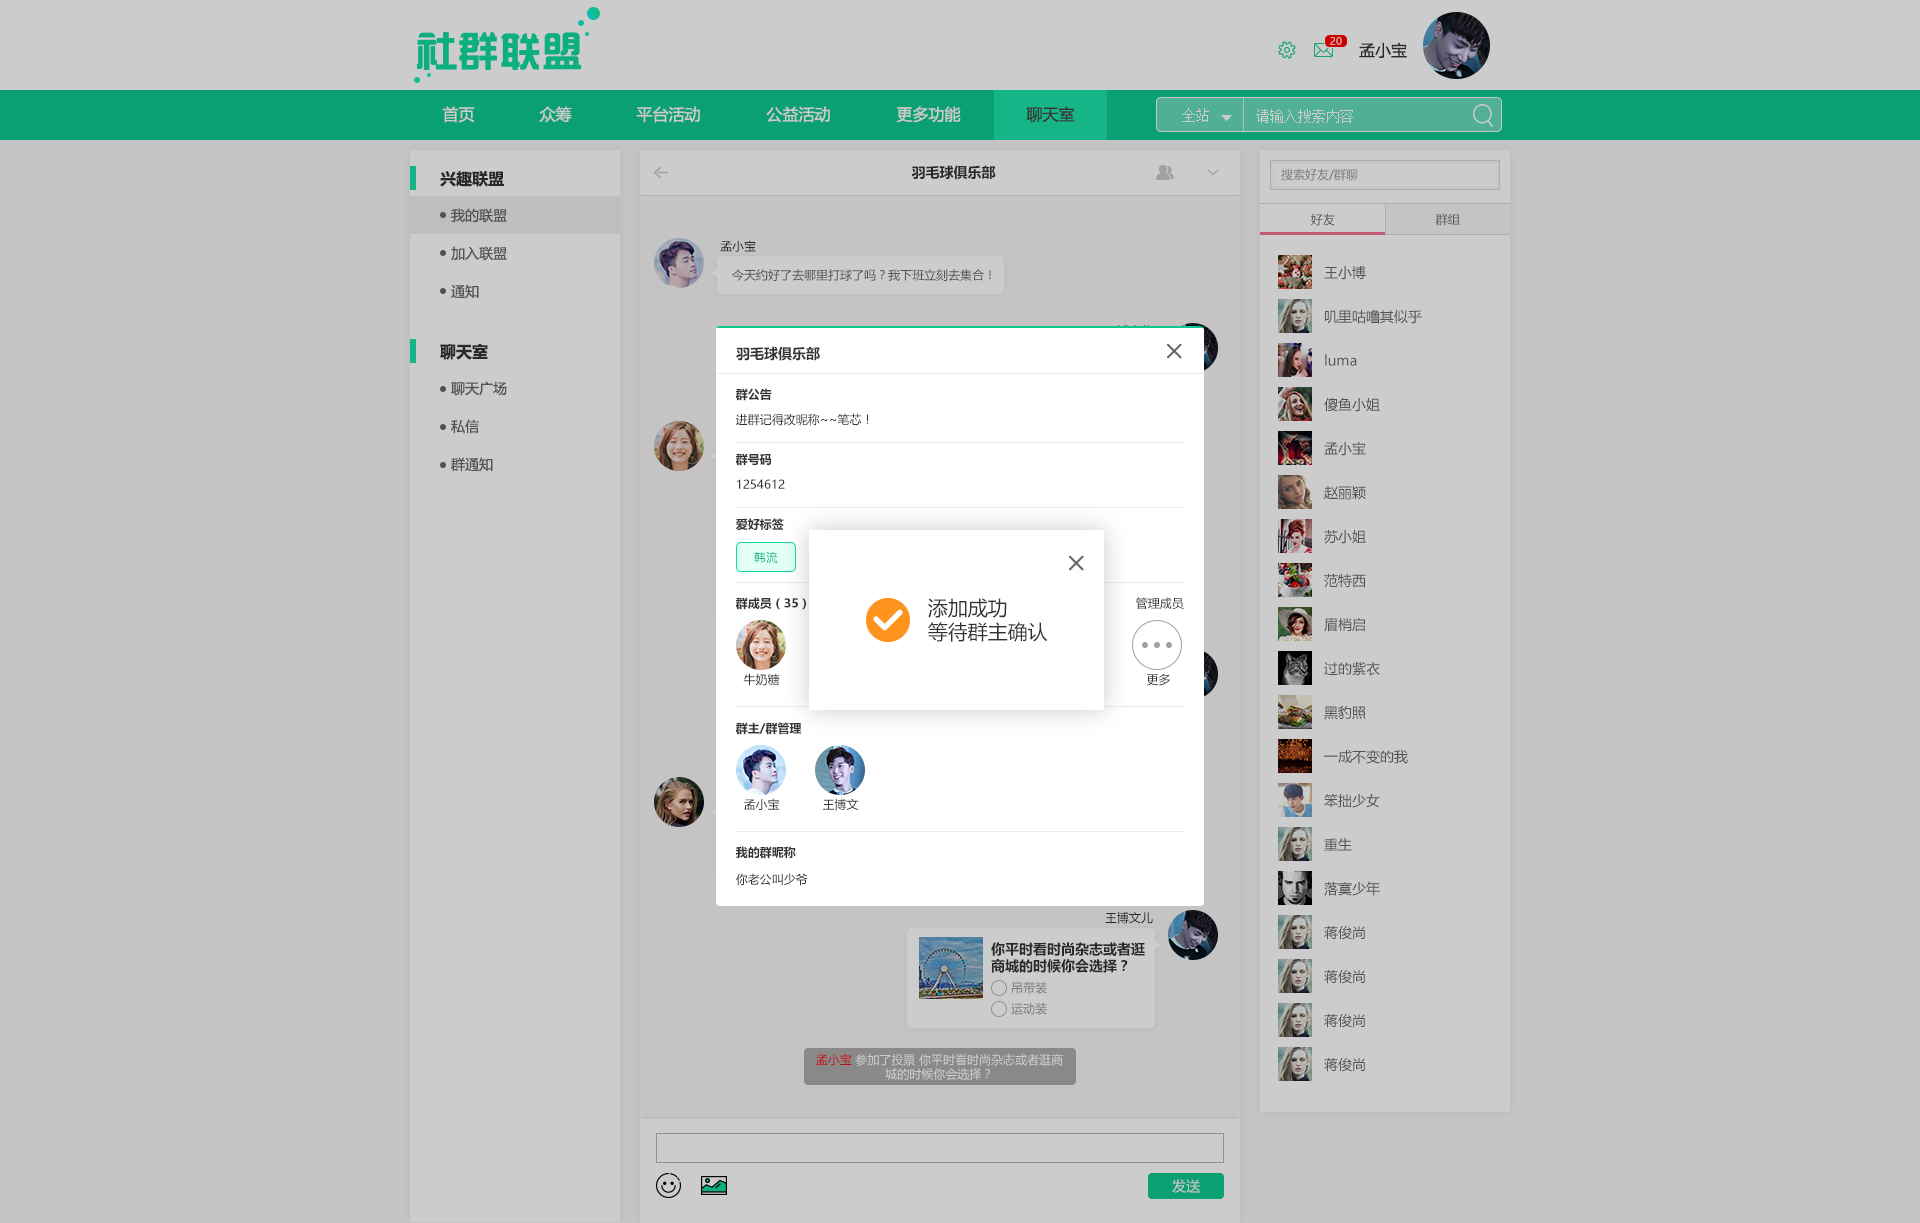 社群联盟
20
孟小宝
首页
众筹
平台活动
公益活动
更多功能
聊天室
全站
请输入搜索内容
兴趣联盟
我的联盟
加入联盟
通知
聊天室
聊天广场
私信
群通知
羽毛球俱乐部
孟小宝
今天约好了去哪里打球了吗？我下班立刻去集合！
羽毛球俱乐部
群公告
进群记得改昵称~~笔芯！
群号码
1254612
爱好标签
韩流
群成员（35）
管理成员
牛奶糖
更多
添加成功
等待群主确认
群主/群管理
孟小宝
王博文
我的群昵称
你老公叫少爷
王博文儿
你平时看时尚杂志或者逛
商城的时候你会选择？
吊带装
运动装
孟小宝 参加了投票 你平时看时尚杂志或者逛商
城的时候你会选择？
发送
搜索好友/群聊
好友
群组
王小博
叽里咕噜其似乎
luma
傻鱼小姐
孟小宝
赵丽颖
苏小姐
范特西
眉梢启
过的紫衣
黑豹照
一成不变的我
笨拙少女
重生
落寞少年
蒋俊尚
蒋俊尚
蒋俊尚
蒋俊尚